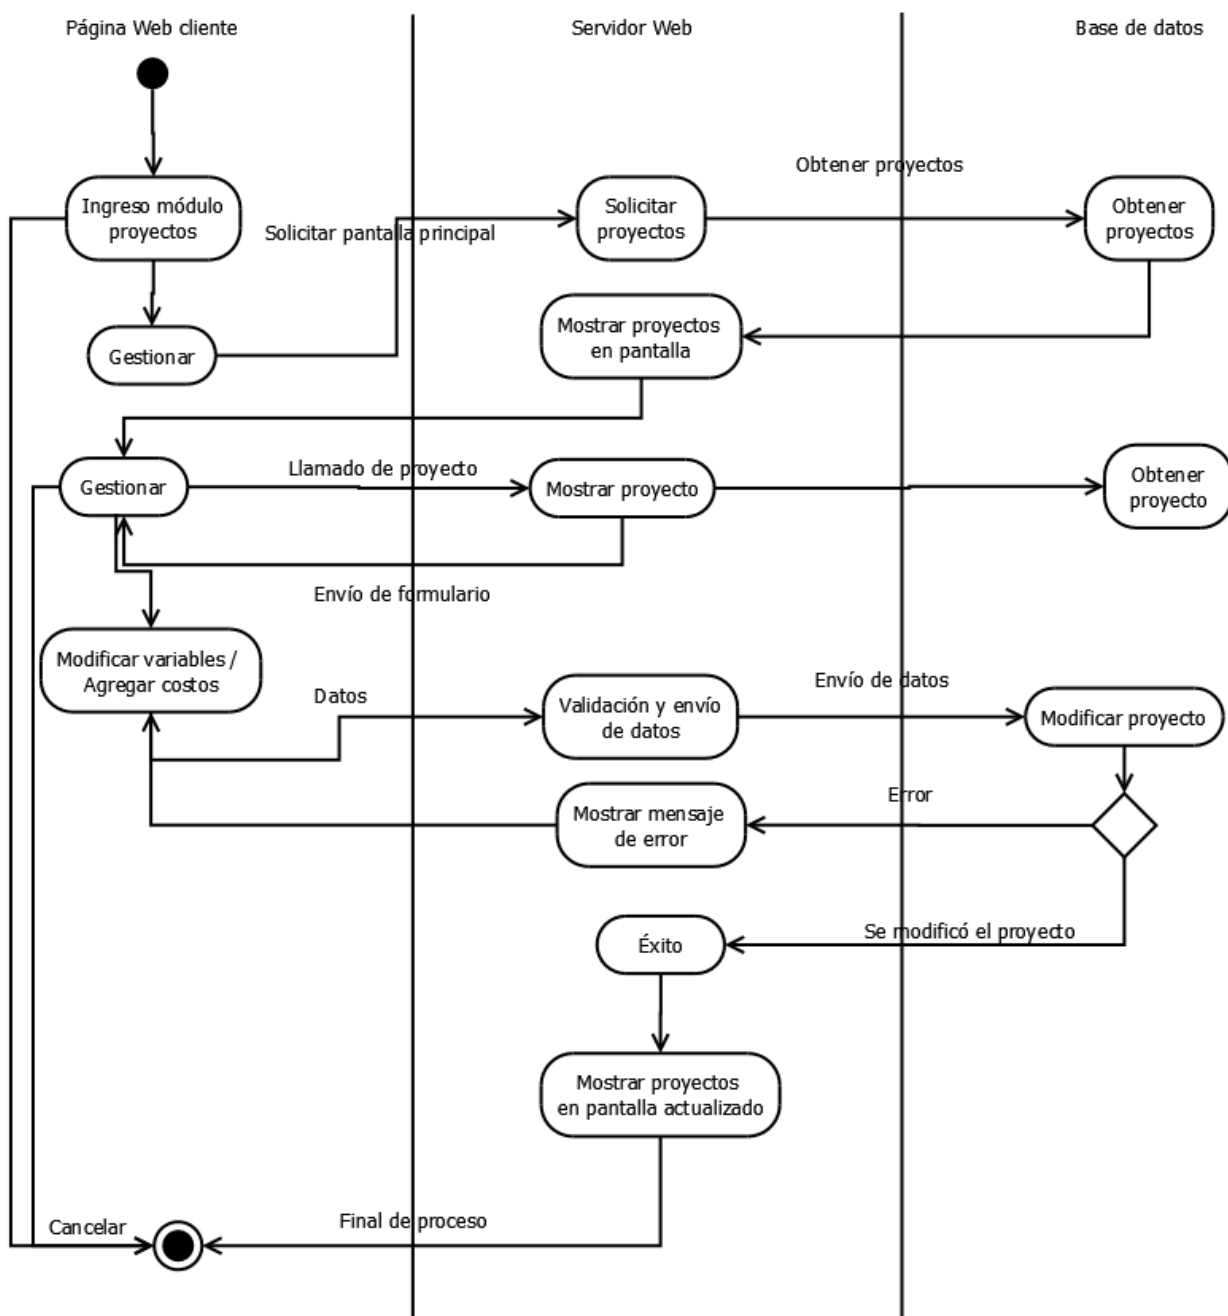 Página Web cliente
Servidor Web
Base de datos
Obtener proyectos
Ingreso módulo
proyectos
Solicitar pantalla principal
Solicitar
proyectos
Obtener
proyectos
Mostrar proyectos
en pantalla
Gestionar
Llamado de proyecto
Gestionar
Mostrar proyecto
Obtener
proyecto
Envío de formulario
Modificar variables /
Agregar costos
Datos
Validación y envío
de datos
Envío de datos
Modificar proyecto
Mostrar mensaje
de error
Error
Éxito
Se modificó el proyecto
Mostrar proyectos
en pantalla actualizado
Cancelar
Final de proceso